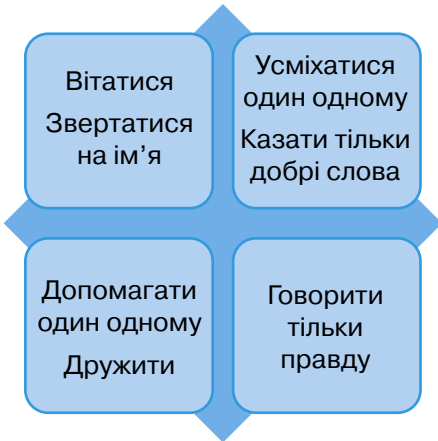 Вітатися
Звертатися
на ім’я
Усміхатися
один одному
Казати тільки
добрі слова
Допомагати
один одному
Дружити
Говорити
тільки
правду